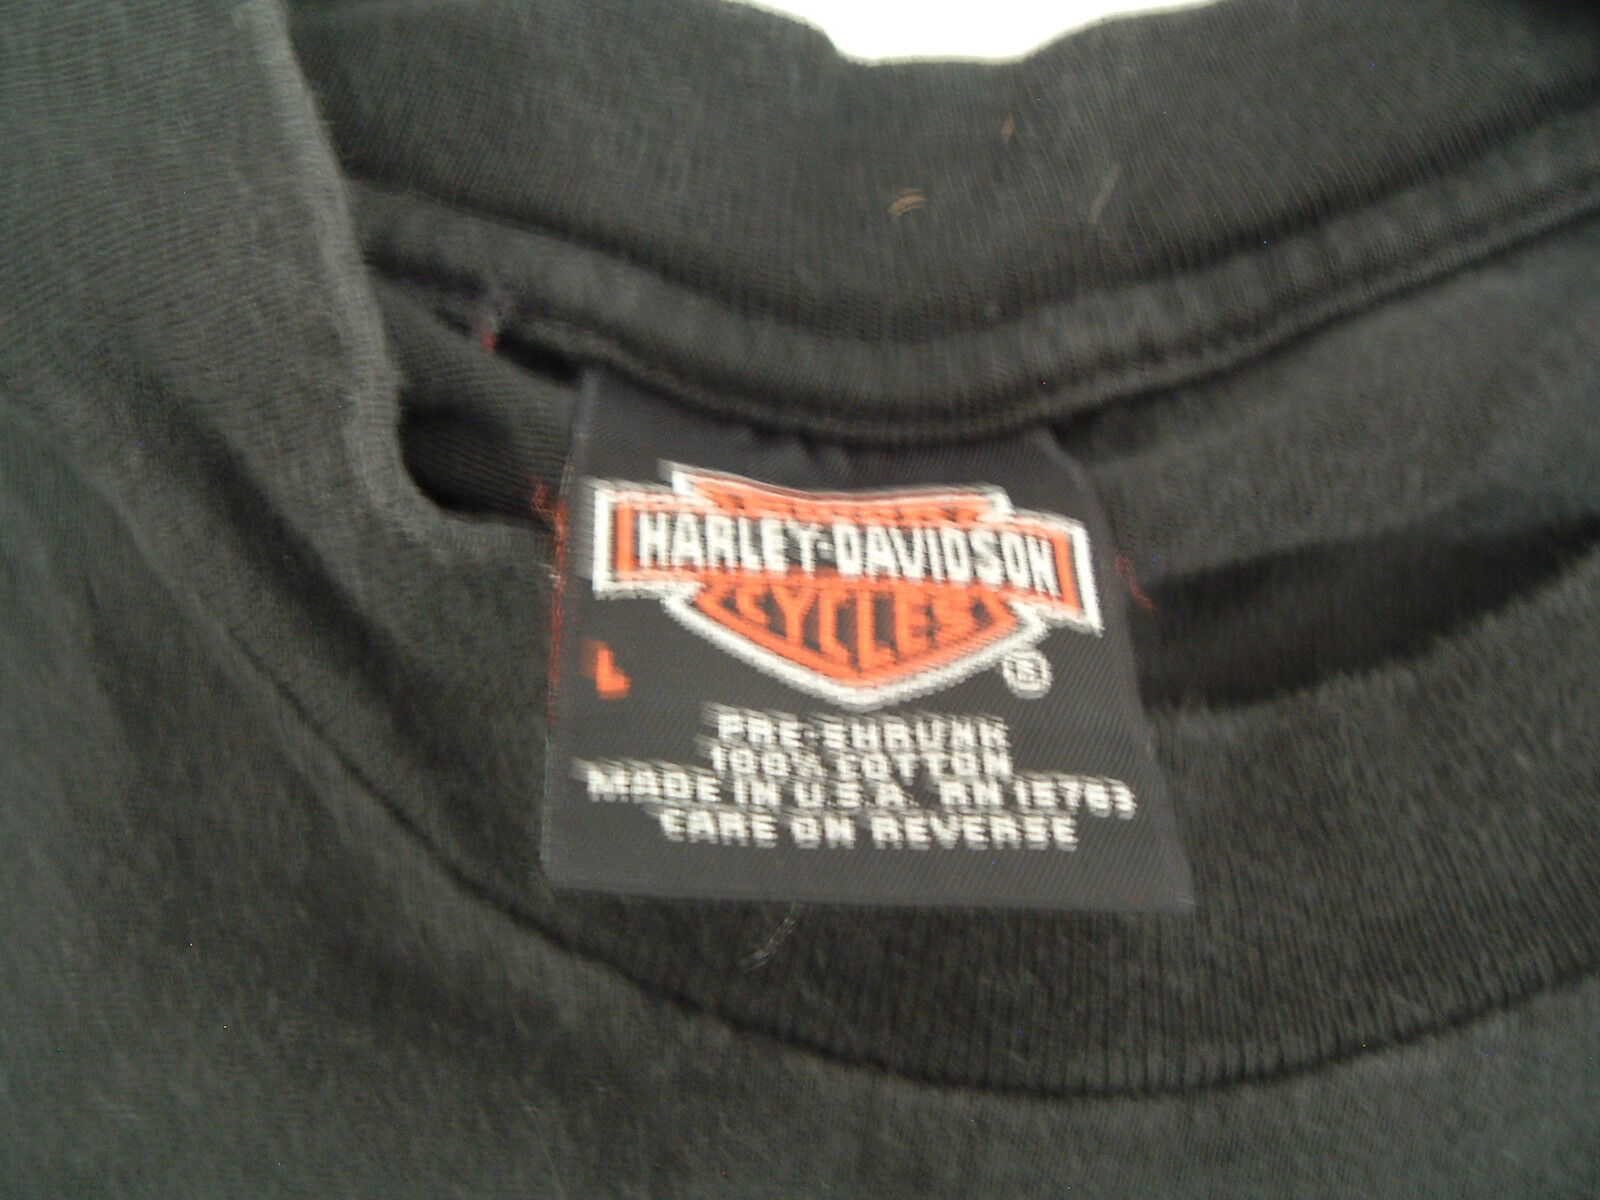 HARLEY-DAVIDSON
CYCLES
L
®
PRE-SHRUNK
100% COTTON
MADE IN U.S.A. RN 15763
CARE ON REVERSE